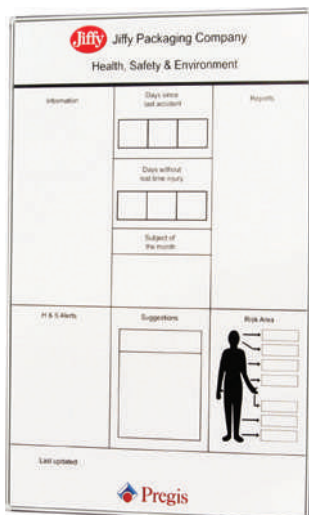 Jiffy Jiffy Packaging Company
Health, Safety & Environment
Information
Days since
last accident
Reports
Days without
lost time injury
Subject of
the month
H & S Alerts
Suggestions
Risk Area
Last updated
Pregis